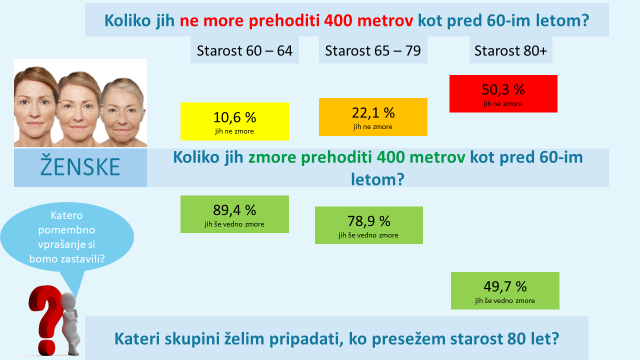 Koliko jih ne more prehoditi 400 metrov kot pred 60-im letom?
Starost 60 – 64
Starost 65 – 79
Starost 80+
10,6 %
jih ne zmore
22,1 %
jih ne zmore
50,3 %
jih ne zmore
ŽENSKE
Koliko jih zmore prehoditi 400 metrov kot pred 60-im
letom?
89,4 %
jih še vedno zmore
78,9 %
jih še vedno zmore
49,7 %
jih še vedno zmore
Katero
pomembno
vprašanje si
bomo zastavili?
Kateri skupini želim pripadati, ko presežem starost 80 let?